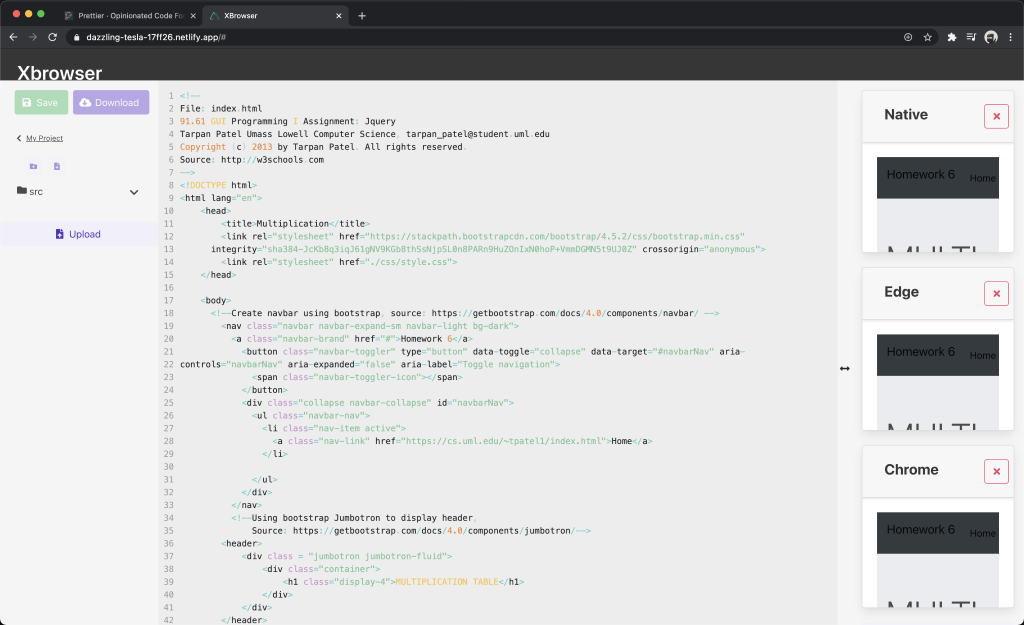 Prettier · Opinionated Code For
XBrowser
dazzling-tesla-17ff26.netlify.app/#
Xbrowser
Save
Download
My Project
src
Upload
1 <!--
2 File: index.html
3 91.61 GUI Programming I Assignment: Jquery
4 Tarpan Patel Umass Lowell Computer Science, tarpan_patel@student.uml.edu
5 Copyright (c) 2013 by Tarpan Patel. All rights reserved.
6 Source: http://w3schools.com
7 -->
8 <!DOCTYPE html>
9 <html lang="en">
10 <head>
11 <title>Multiplication</title>
12 <link rel="stylesheet" href="https://stackpath.bootstrapcdn.com/bootstrap/4.5.2/css/bootstrap.min.css"
13 integrity="sha384-JcKb8q3iqJ61gNV9KGb8thSsNjpSL0n8PARn9HuZOnIxN0hoP+VmmDGMN5t9UJ0Z" crossorigin="anonymous">
14 <link rel="stylesheet" href="./css/style.css">
15 </head>
16
17 <body>
18 <!--Create navbar using bootstrap, source: https://getbootstrap.com/docs/4.0/components/navbar/ -->
19 <nav class="navbar navbar-expand-sm navbar-light bg-dark">
20 <a class="navbar-brand" href="#">Homework 6</a>
21 <button class="navbar-toggler" type="button" data-toggle="collapse" data-target="#navbarNav" aria-
22 controls="navbarNav" aria-expanded="false" aria-label="Toggle navigation">
23 <span class="navbar-toggler-icon"></span>
24 </button>
25 <div class="collapse navbar-collapse" id="navbarNav">
26 <ul class="navbar-nav">
27 <li class="nav-item active">
28 <a class="nav-link" href="https://cs.uml.edu/~tpatel1/index.html">Home</a>
29 </li>
30
31 </ul>
32 </div>
33 </nav>
34 <!--Using bootstrap Jumbotron to display header,
35 Source: https://getbootstrap.com/docs/4.0/components/jumbotron/-->
36 <header>
37 <div class = "jumbotron jumbotron-fluid">
38 <div class="container">
39 <h1 class="display-4">MULTIPLICATION TABLE</h1>
40 </div>
41 </div>
42 </header>
Native
Homework 6 Home
MULTI
Edge
Homework 6 Home
MULTI
Chrome
Homework 6 Home
MULTI